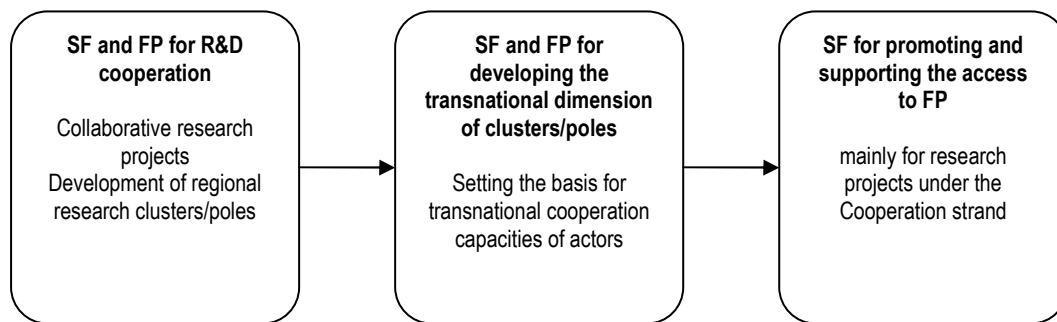 SF and FP for R&D
cooperation
Collaborative research
projects
Development of regional
research clusters/poles
SF and FP for
developing the
transnational dimension
of clusters/poles
Setting the basis for
transnational cooperation
capacities of actors
SF for promoting and
supporting the access
to FP
mainly for research
projects under the
Cooperation strand